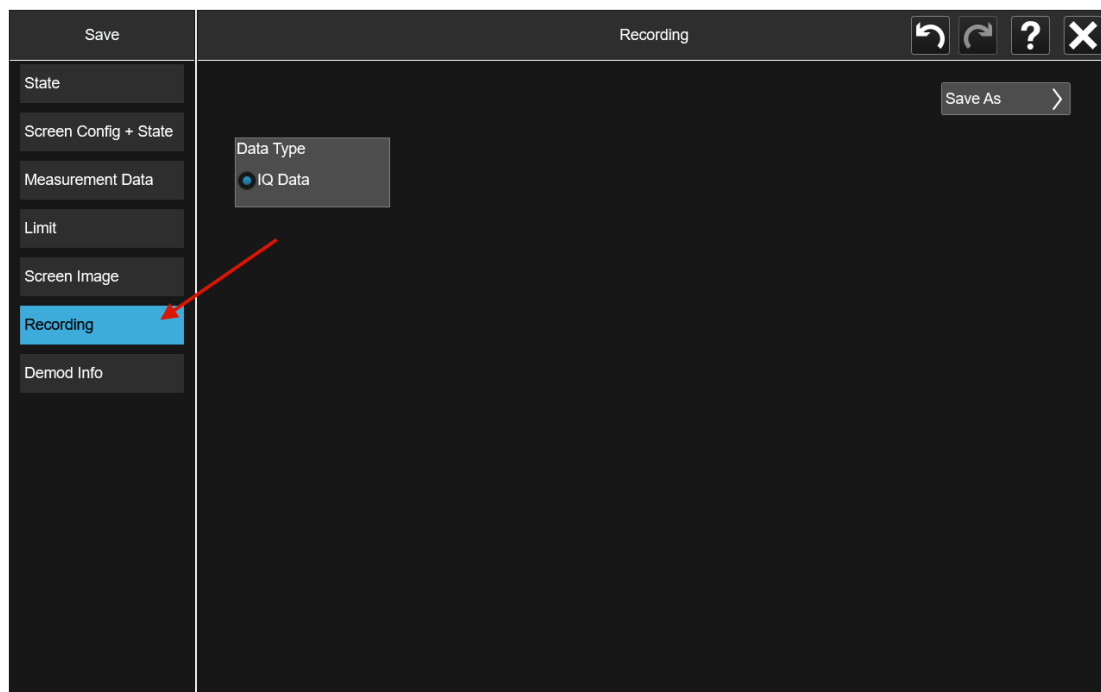 Save
Recording
?
State
Save As
Screen Config + State
Data Type
Measurement Data
IQ Data
Limit
Screen Image
Recording
Demod Info